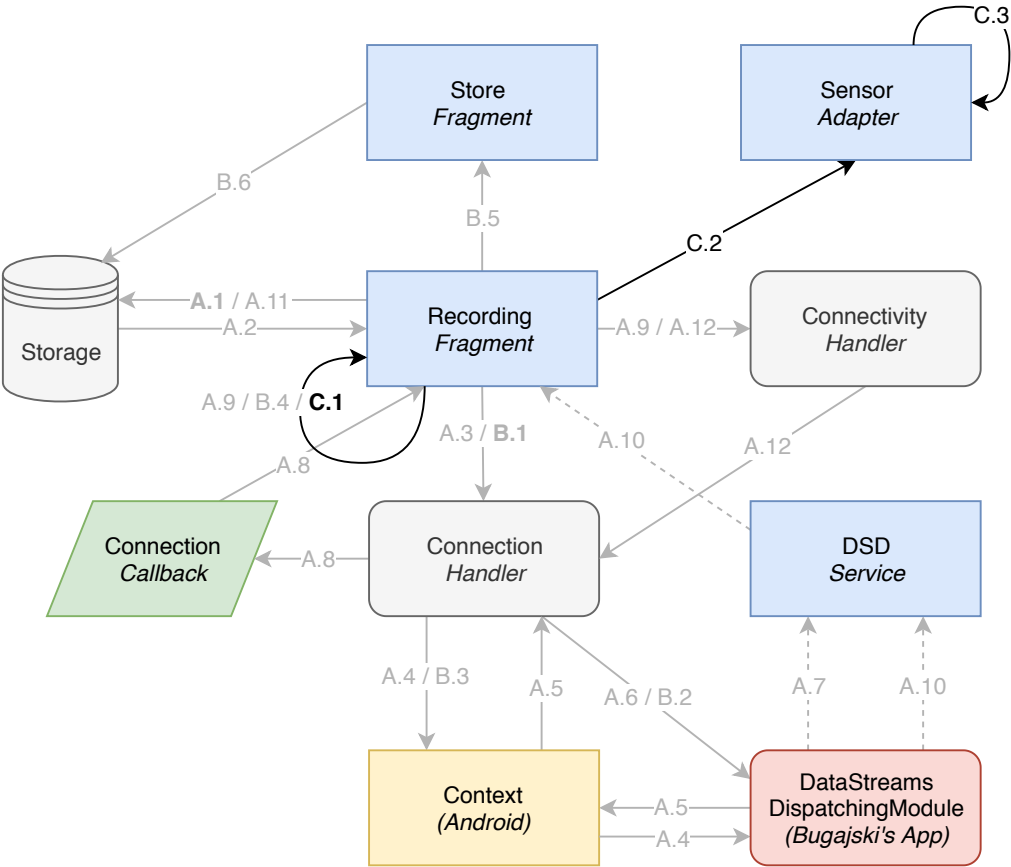 C.3
Store
Fragment
Sensor
Adapter
B.6
B.5
C.2
A.1 / A.11
A.2
Storage
Recording
Fragment
A.9 / A.12
Connectivity
Handler
A.9 / B.4 / C.1
A.3 / B.1
A.10
A.12
A.8
Connection
Callback
A.8
Connection
Handler
DSD
Service
A.4 / B.3
A.5
A.6 / B.2
A.7
A.10
Context
(Android)
A.5
A.4
DataStreams
DispatchingModule
(Bugajski's App)